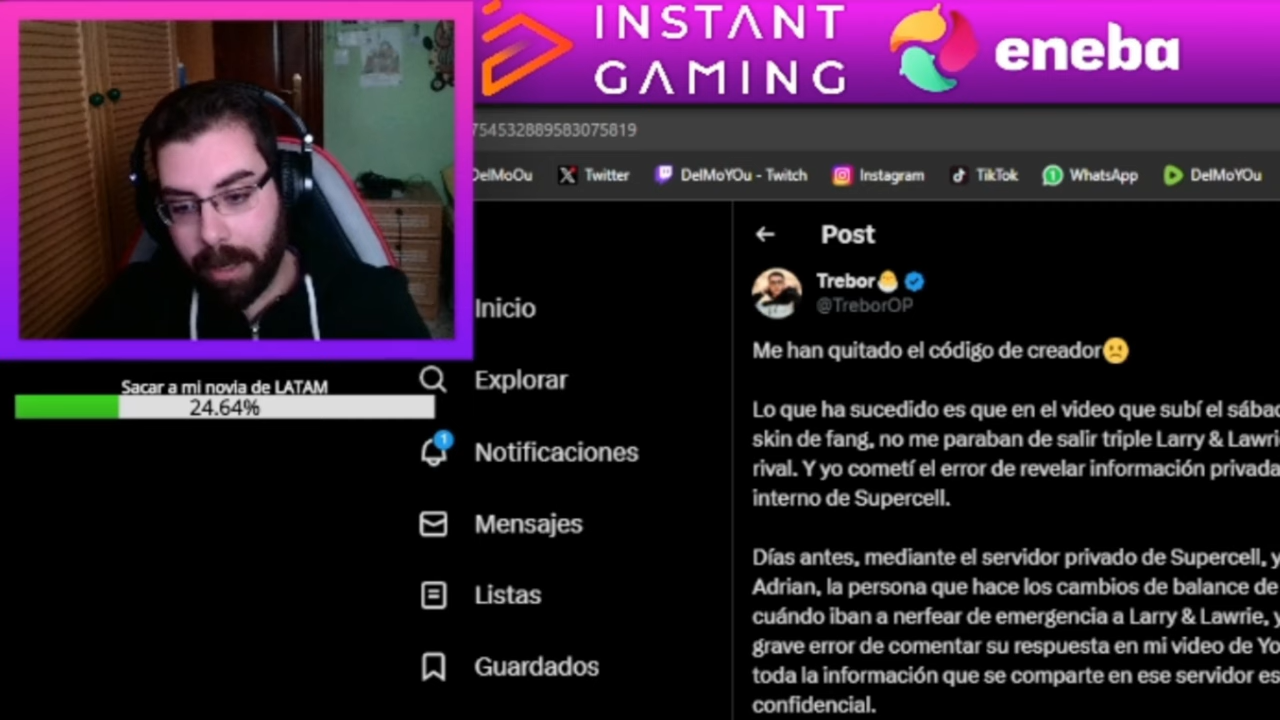 INSTANT
GAMING
eneba
754532889583075819
DelMoOu
Twitter
DelMoYOu - Twitch
Instagram
TikTok
1
WhatsApp
DelMoYOu
Post
Trebor
@TreborOP
Inicio
Me han quitado el código de creador
Explorar
Sacar a mi novia de LATAM
24.64%
Lo que ha sucedido es que en el video que subí el
skin de fang, no me paraban de salir triple Larry &
rival. Y yo cometí el error de revelar información privada
interno de Supercell.
1
Notificaciones
Mensajes
Días antes, mediante el servidor privado de Supercell,
Adrian, la persona que hace los cambios de balance de
cuándo iban a nerfear de emergencia a Larry & Lawrie,
grave error de comentar su respuesta en mi video de
toda la información que se comparte en ese servidor
confidencial.
Listas
Guardados